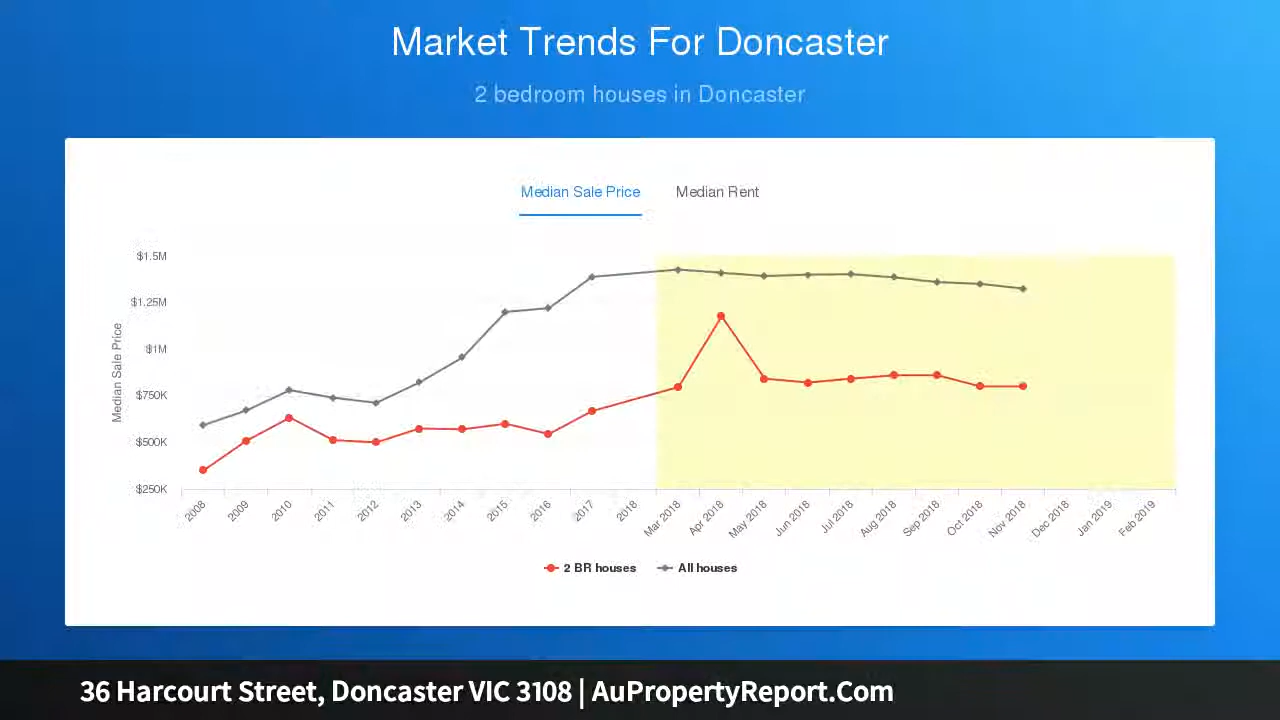 Market Trends For Doncaster
2 bedroom houses in Doncaster
Median Sale Price Median Rent
$1.5M
$1.25M
$1M
$750K
$500K
$250K
Median Sale Price
2008 2009 2010 2011 2012 2013 2014 2015 2016 2017 2018 Mar 2018 Apr 2018 May 2018 Jun 2018 Jul 2018 Aug 2018 Sep 2018 Oct 2018 Nov 2018 Dec 2018 Jan 2019 Feb 2019
2 BR houses All houses
36 Harcourt Street, Doncaster VIC 3108 | AuPropertyReport.Com